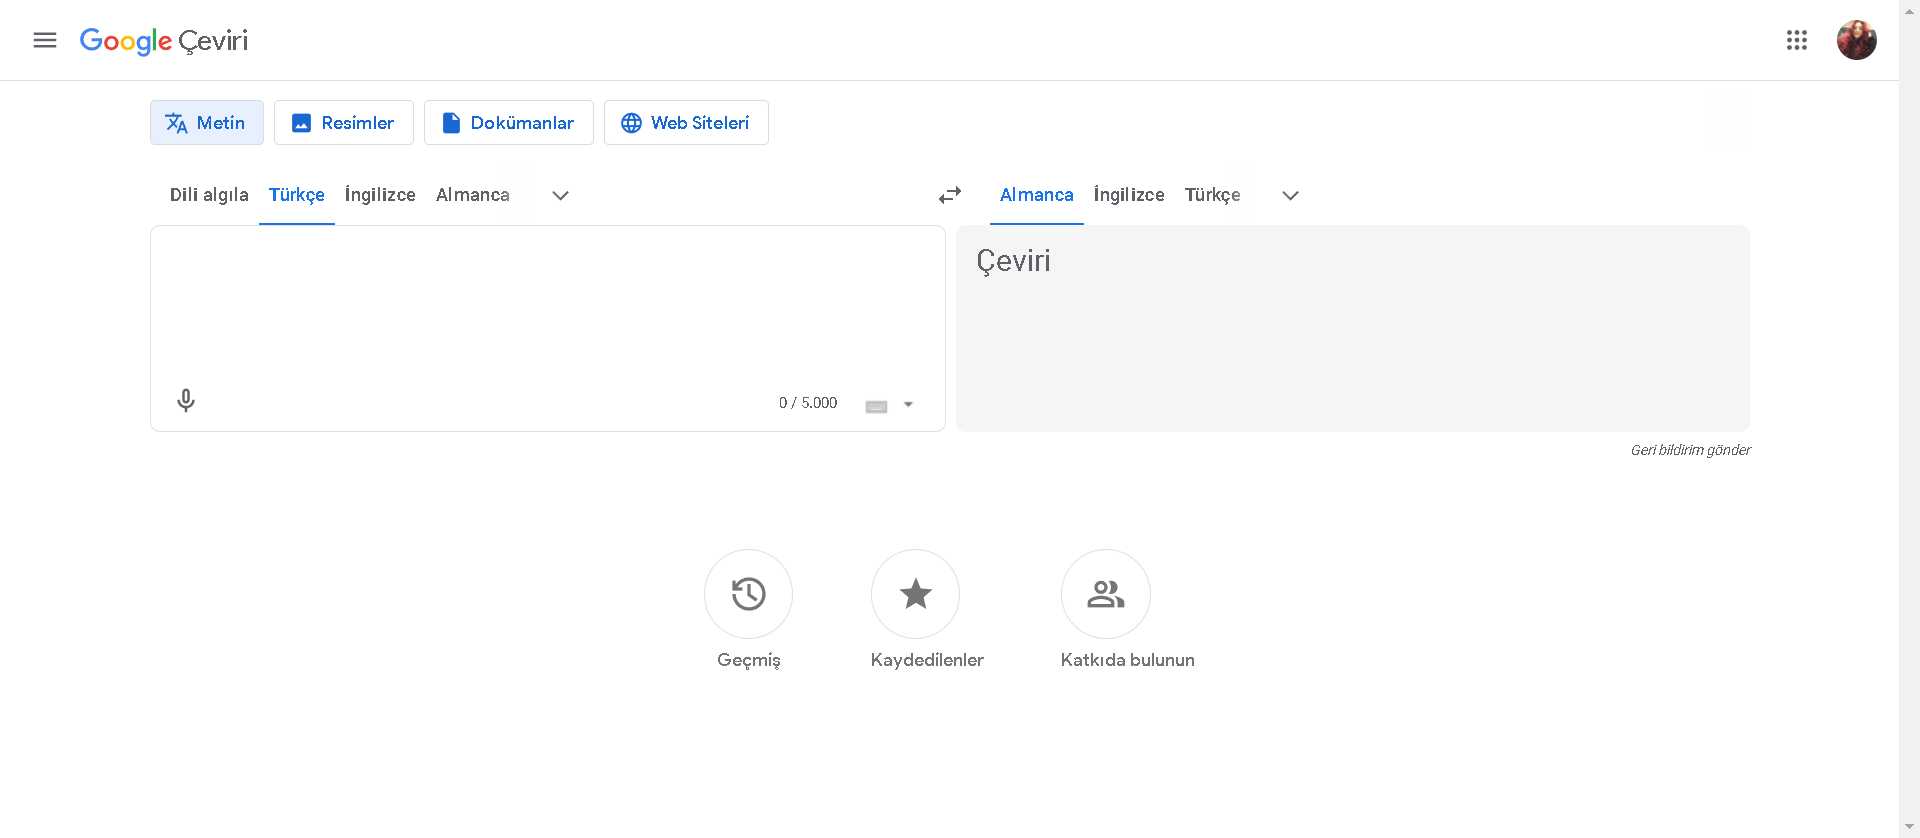 Google Çeviri
Metin Resimler Dokümanlar Web Siteleri
Dili algıla Türkçe İngilizce Almanca Almanca İngilizce Türkçe
Çeviri
0 / 5.000
Geri bildirim gönder
Geçmiş Kaydedilenler Katkıda bulunun